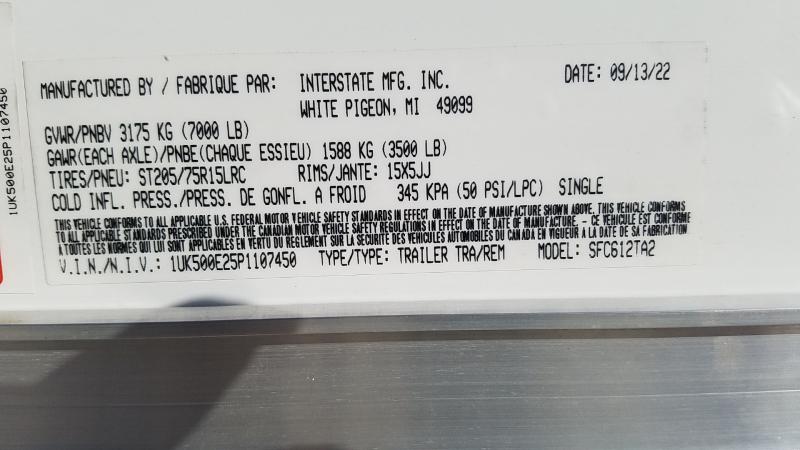 MANUFACTURED BY / FABRIQUE PAR: INTERSTATE MFG. INC. DATE: 09/13/22
WHITE PIGEON, MI 49099
GVWR/PNBV 3175 KG (7000 LB)
GAWR(EACH AXLE)/PNBE(CHAQUE ESSIEU) 1588 KG (3500 LB)
TIRES/PNEU: ST205/75R15LRC RIMS/JANTE: 15X5JJ
COLD INFL. PRESS./PRESS. DE GONFL. A FROID 345 KPA (50 PSI/LPC) SINGLE
THIS VEHICLE CONFORMS TO ALL APPLICABLE U.S. FEDERAL MOTOR VEHICLE SAFETY STANDARDS IN EFFECT ON THE DATE OF MANUFACTURE SHOWN ABOVE. THIS VEHICLE CONFORMS
TO ALL APPLICABLE STANDARDS PRESCRIBED UNDER THE CANADIAN MOTOR VEHICLE SAFETY REGULATIONS IN EFFECT ON THE DATE OF MANUFACTURE - CE VEHICULE EST CONFORME
A TOUTES LES NORMES QUI LUI SONT APPLICABLES EN VERTU DU REGLEMENT SUR LA SECURITE DES VEHICULES AUTOMOBILES DU CANADA EN VIGUEUR A LA DATE DE SA FABRICATION
V.I.N./N.I.V.: 1UK500E25P1107450 TYPE/TYPE: TRAILER TRA/REM MODEL: SFC612TA2
1UK500E25P1107450